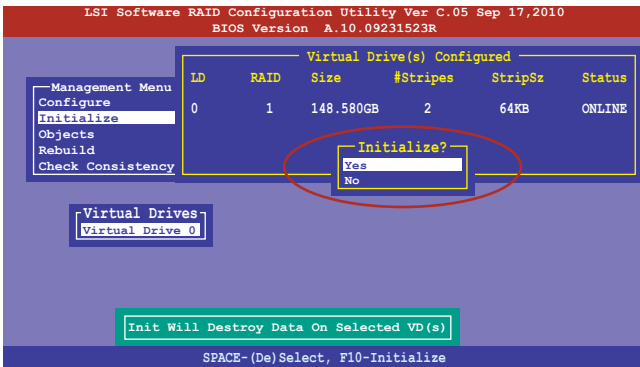 LSI Software RAID Configuration Utility Ver C.05 Sep 17,2010
BIOS Version A.10.09231523R
Virtual Drive(s) Configured
LD RAID Size #Stripes StripSz Status
0 1 148.580GB 2 64KB ONLINE
Management Menu
Configure
Initialize
Objects
Rebuild
Check Consistency
Initialize?
Yes
No
Virtual Drives
Virtual Drive 0
Init Will Destroy Data On Selected VD(s)
SPACE-(De)Select, F10-Initialize